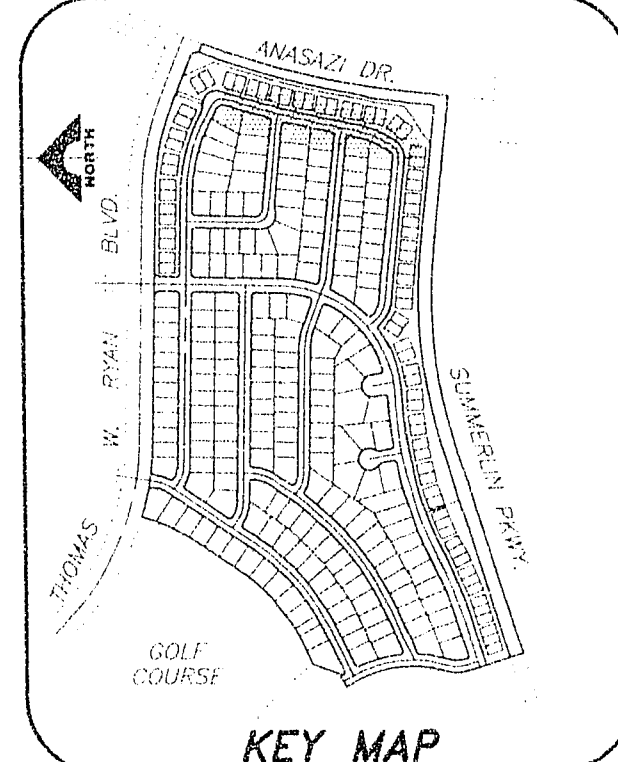 ANASAZI DR.
NORTH
THOMAS W. RYAN BLVD.
SUMMERLIN PKWY.
GOLF
COURSE
KEY MAP